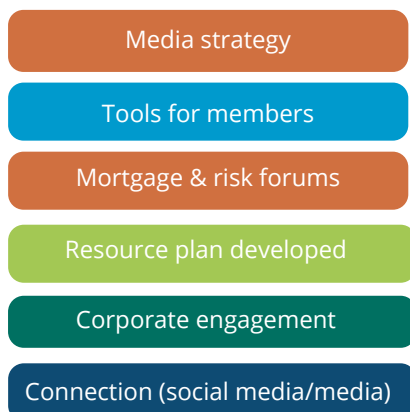 Media strategy
Tools for members
Mortgage & risk forums
Resource plan developed
Corporate engagement
Connection (social media/media)